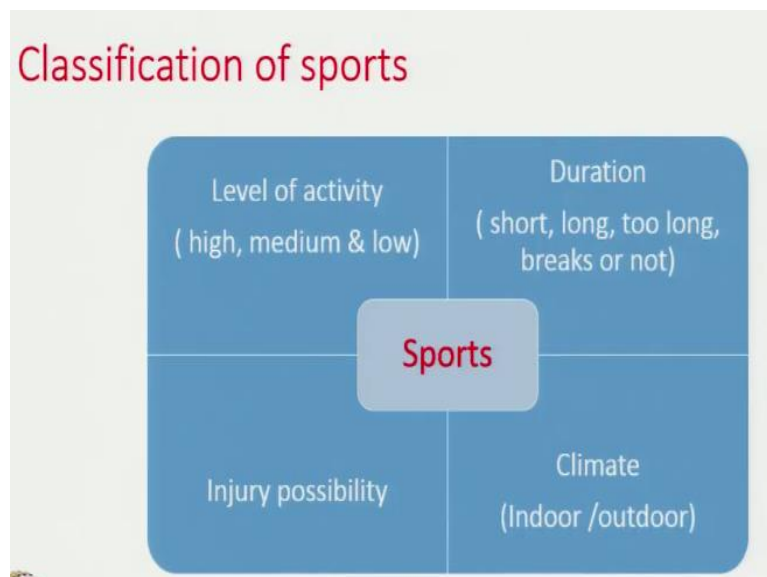 Classification of sports
Level of activity
( high, medium & low)
Duration
( short, long, too long,
breaks or not)
Sports
Injury possibility
Climate
(Indoor /outdoor)